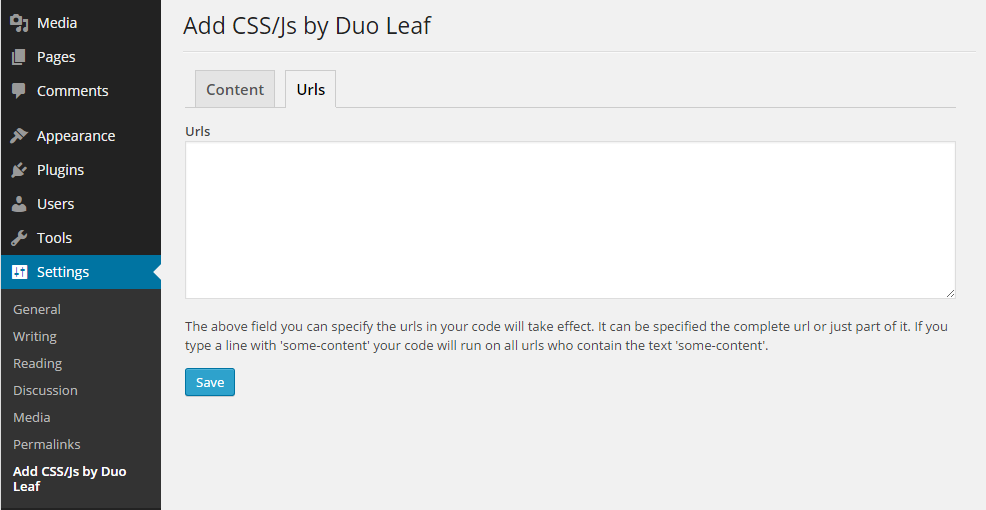 Media
Pages
Comments
Appearance
Plugins
Users
Tools
Settings
General
Writing
Reading
Discussion
Media
Permalinks
Add CSS/Js by Duo
Leaf
Add CSS/Js by Duo Leaf
Content
Urls
Urls
The above field you can specify the urls in your code will take effect. It can be specified the complete url or just part of it. If you
type a line with 'some-content' your code will run on all urls who contain the text 'some-content'.
Save